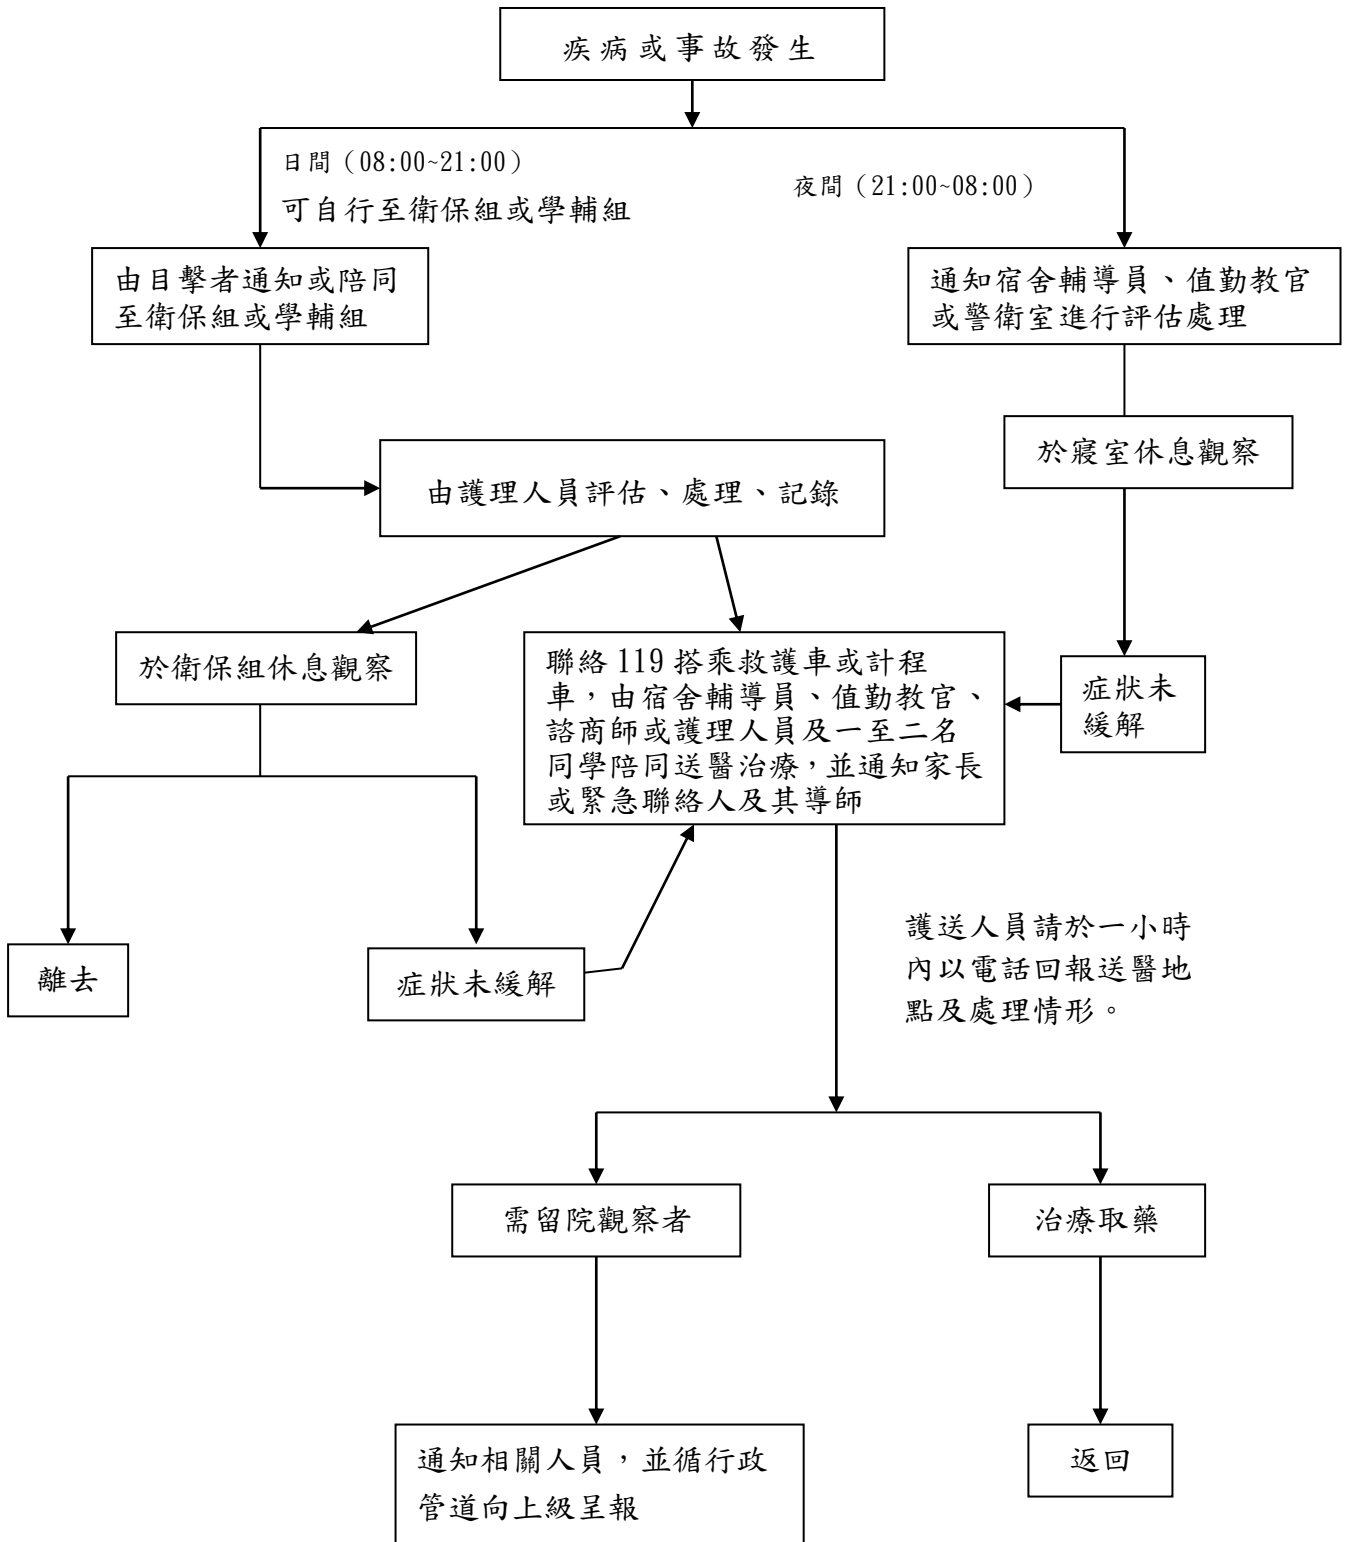 疾病或事故發生
日間（08:00~21:00）
可自行至衛保組或學輔組
夜間（21:00~08:00）
由目擊者通知或陪同
至衛保組或學輔組
通知宿舍輔導員、值勤教官
或警衛室進行評估處理
於寢室休息觀察
由護理人員評估、處理、記錄
於衛保組休息觀察
聯絡 119 搭乘救護車或計程
車，由宿舍輔導員、值勤教官、
諮商師或護理人員及一至二名
同學陪同送醫治療，並通知家長
或緊急聯絡人及其導師
症狀未
緩解
離去
症狀未緩解
護送人員請於一小時
內以電話回報送醫地
點及處理情形。
需留院觀察者
治療取藥
通知相關人員，並循行政
管道向上級呈報
返回